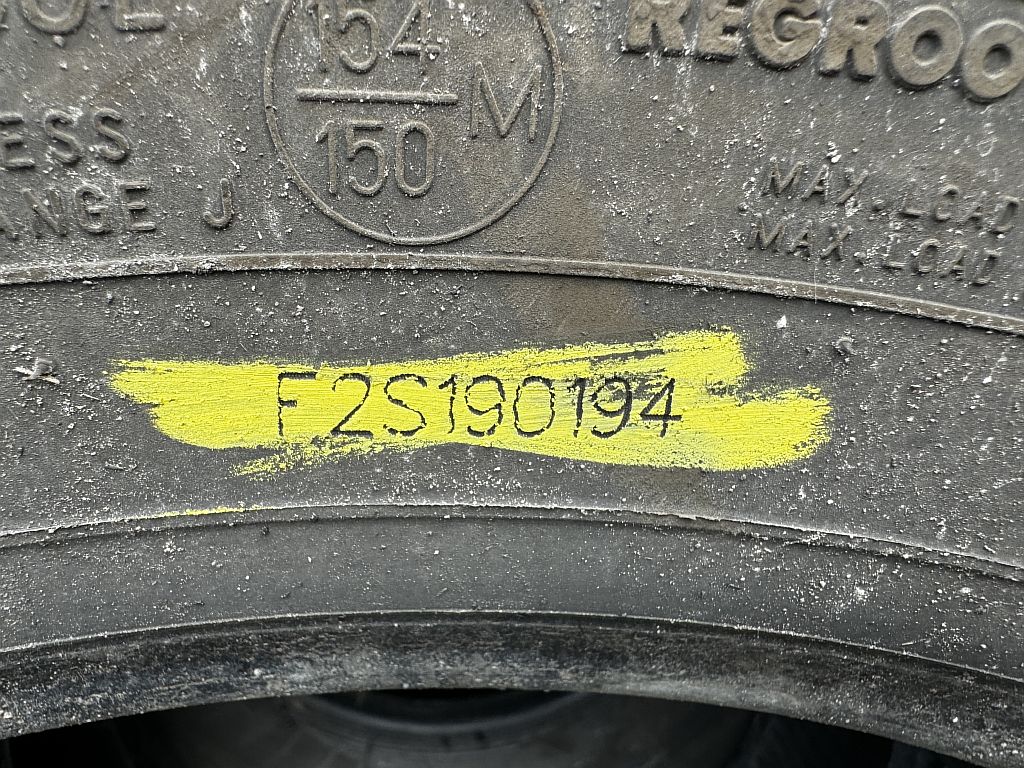 154
150 M
REGROO
ESS
ANGE J
MAX. LOAD
MAX. LOAD
F2S190194